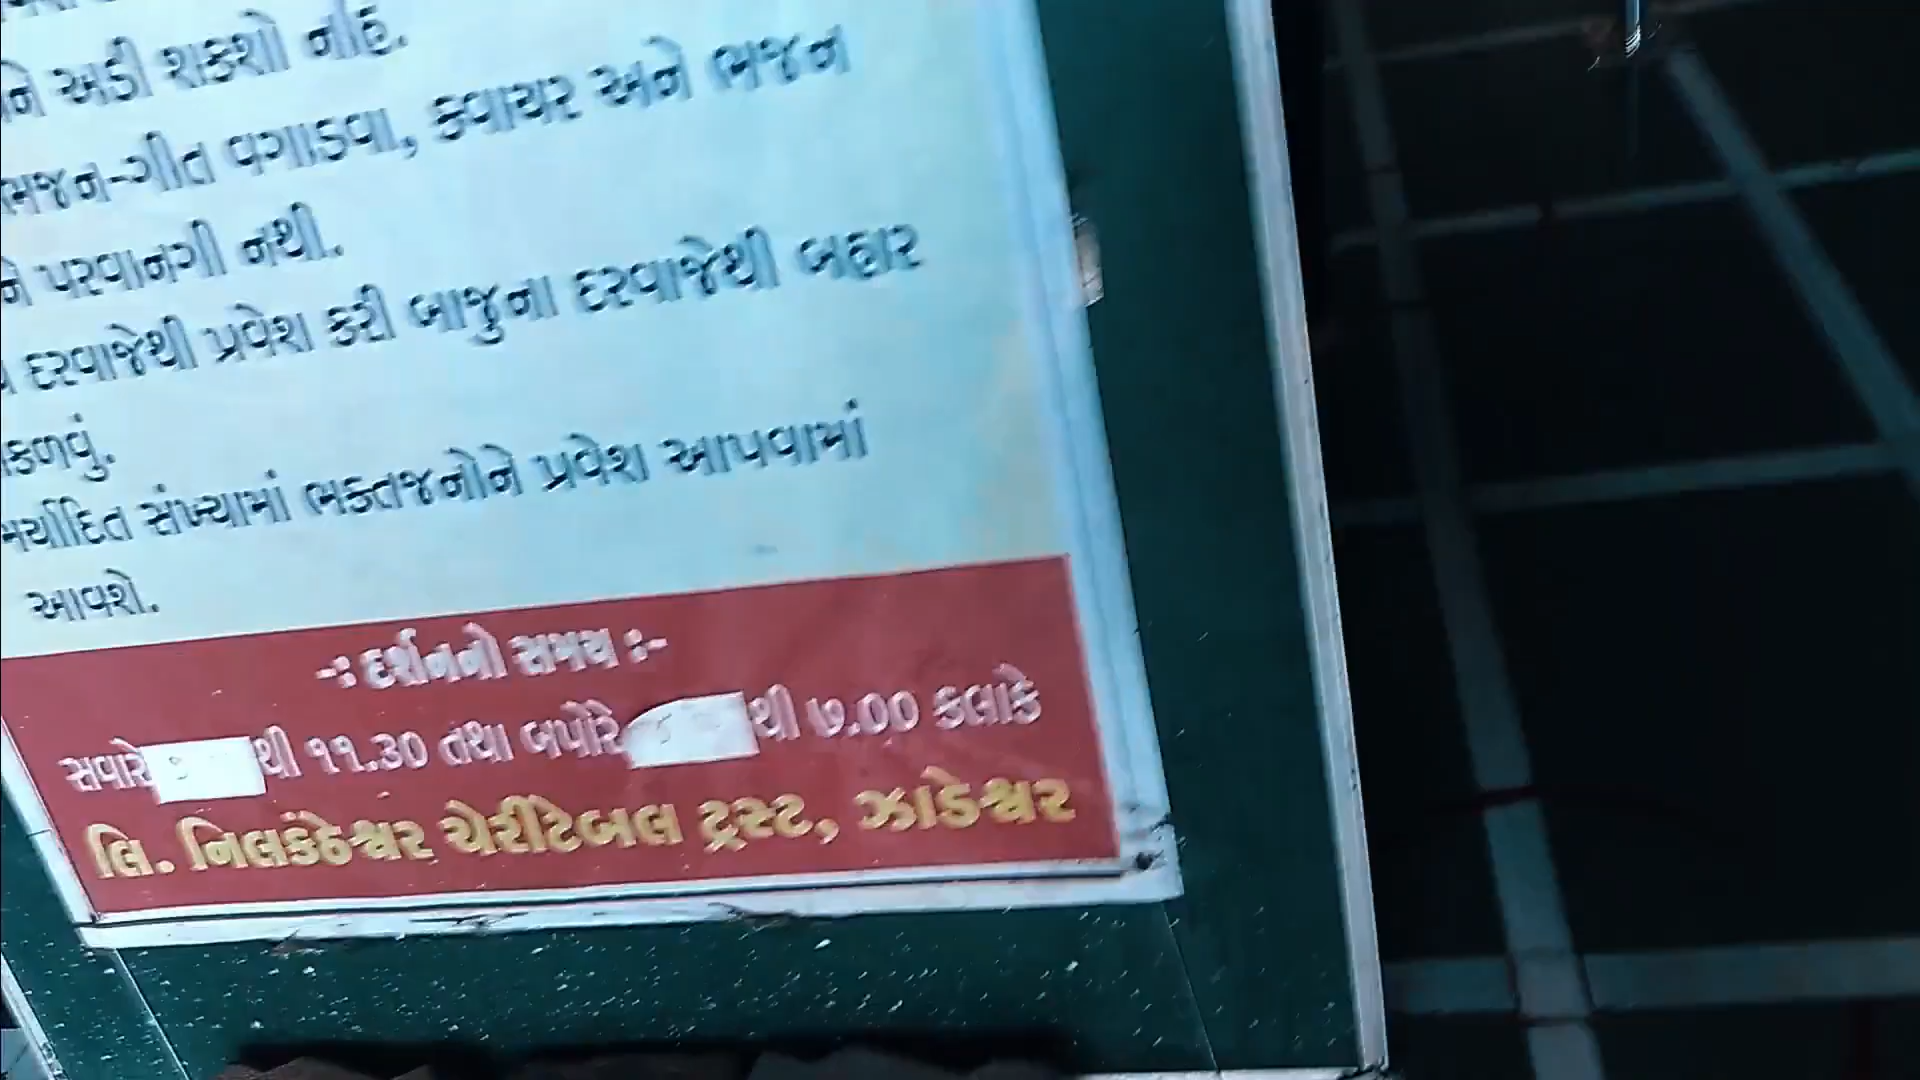 ને અડી શકશો નહિ.
ભજન-ગીત વગાડવા, કવાયર અને ભજન
ને પરવાનગી નથી.
દરવાજેથી પ્રવેશ કરી બાજુના દરવાજેથી બહાર
કળવું.
મર્યાદિત સંખ્યામાં ભક્તજનોને પ્રવેશ આપવામાં
આવશે.
-: દર્શનનો સમય :-
સવારે થી ૧૧.30 તથા બપોરે થી ૭.00 કલાકે
લિ. નિલકંઠેશ્વર ચેરીટેબલ ટ્રસ્ટ, ઝાડેશ્વર